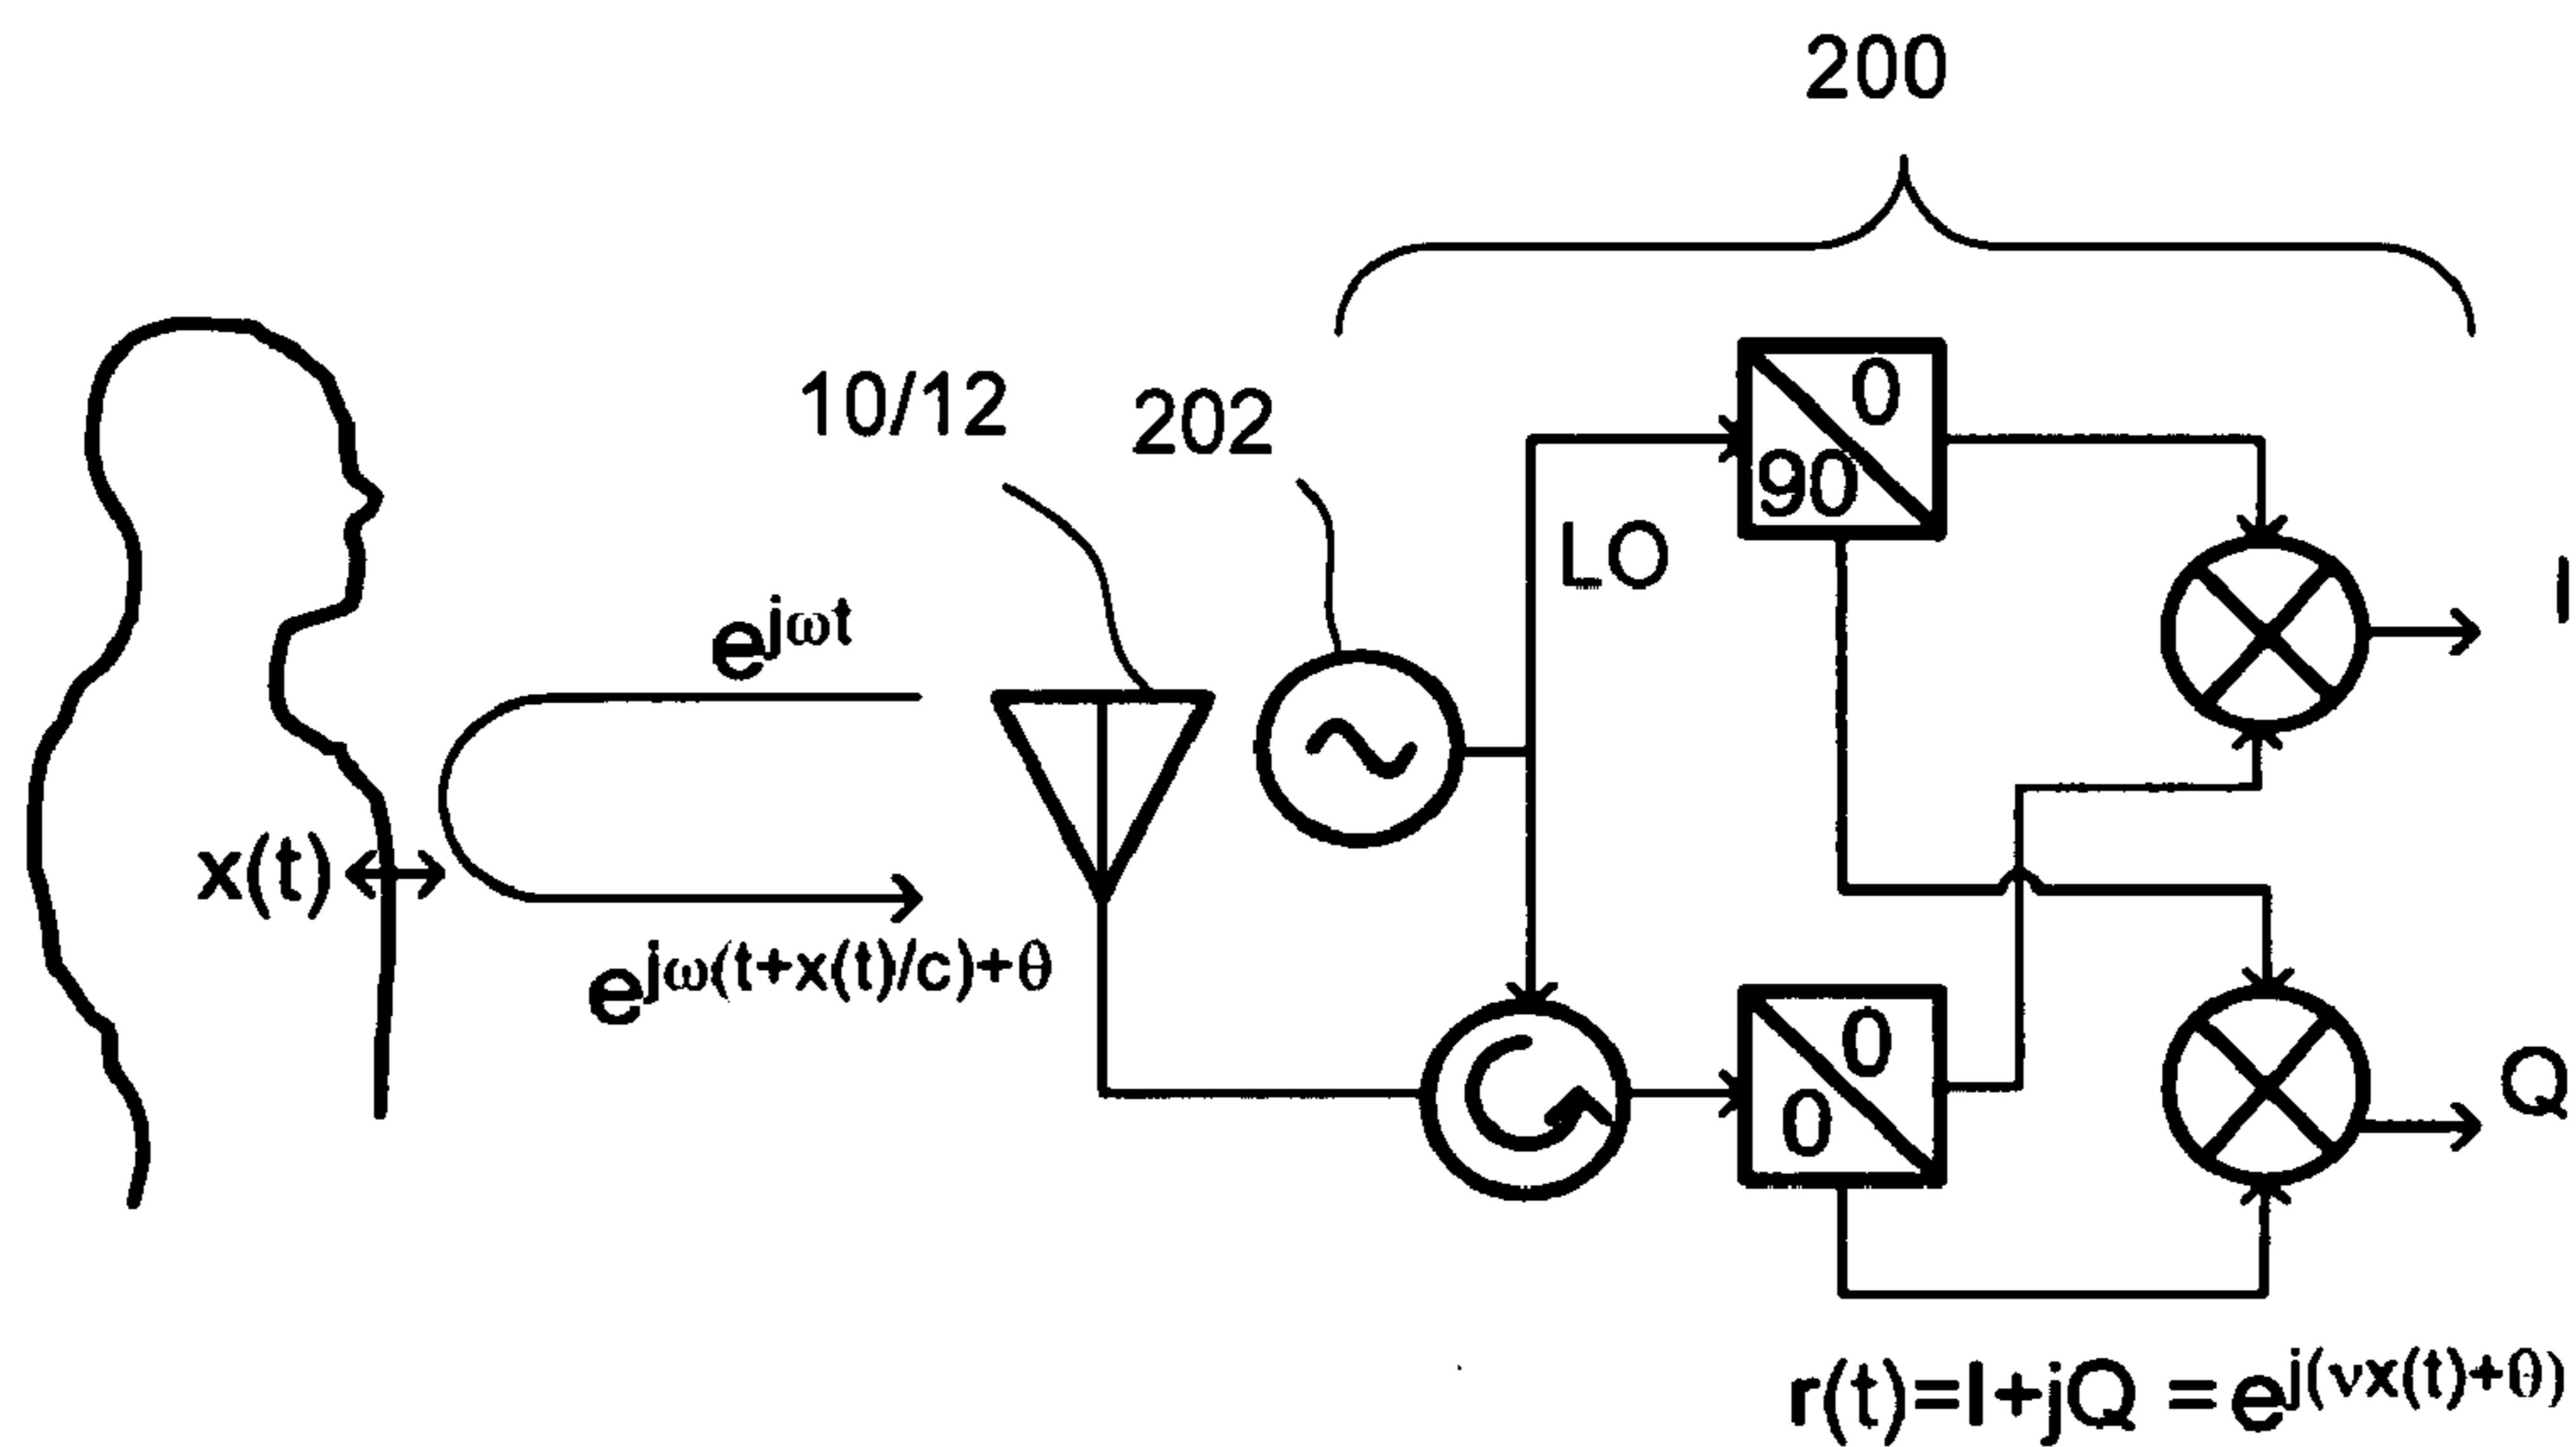 200
10/12
202
0
90
LO
I
e^{jωt}
x(t)
e^{jω(t+x(t)/c)+θ}
0
0
Q
r(t)=I+jQ = e^{j(νx(t)+θ)}